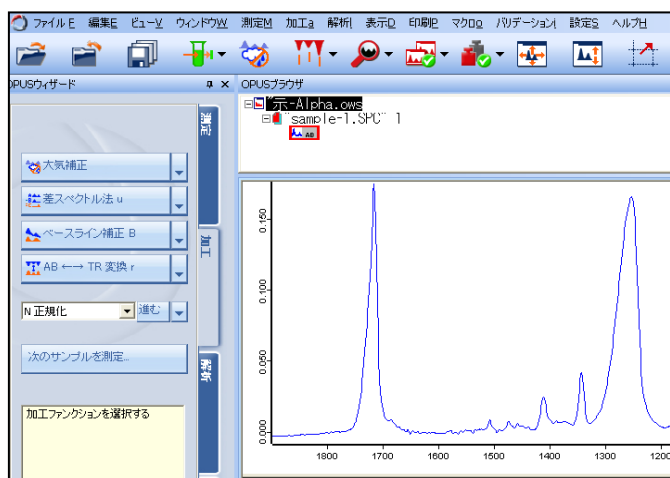 ファイル E 編集E ビューV ウィンドウW 測定M 加工a 解析I 表示D 印刷P マクロo バリデーションi 設定S ヘルプH
OPUSウィザード
OPUSブラウザ
示-Alpha.ows
"sample-1.SPC" 1
AB
測定
大気補正
差スペクトル法 u
ベースライン補正 B
AB ←→ TR 変換 r
加工
N 正規化
進む
次のサンプルを測定...
解析
加工ファンクションを選択する
0.150
0.100
0.050
0.000
1800 1700 1600 1500 1400 1300 1200